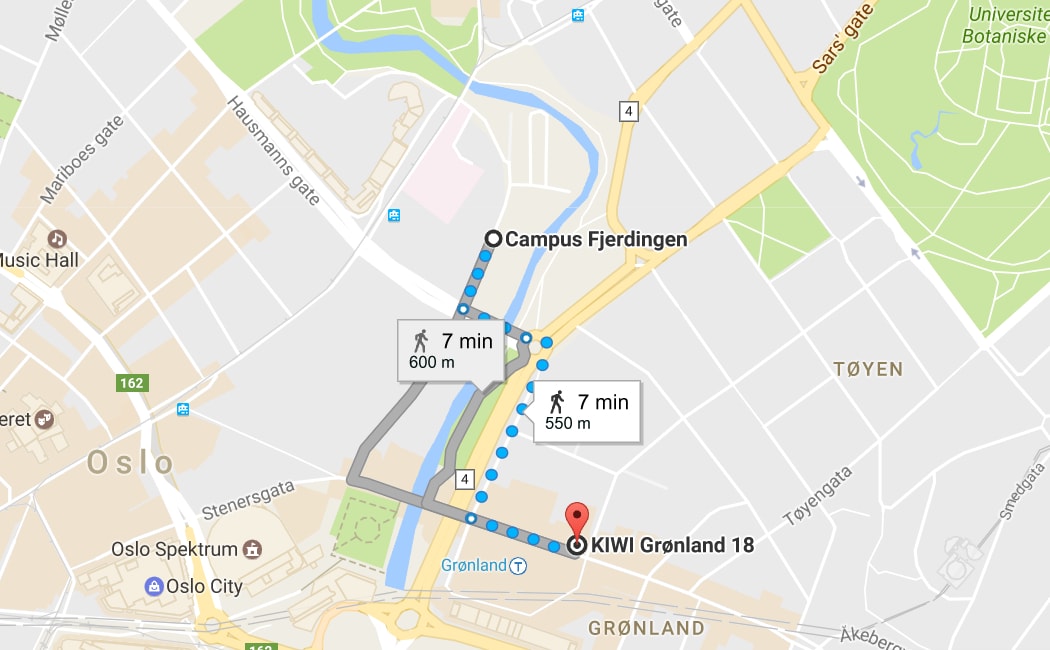 Mølle
gate
Universite
Botaniske
Sars' gate
4
Hausmanns gate
Mariboes gate
Music Hall
Campus Fjerdingen
7 min
600 m
TØYEN
162
7 min
550 m
eret
Oslo
4
Stenersgata
Tøyengata
Smedgata
Oslo Spektrum
KIWI Grønland 18
Grønland T
Oslo City
GRØNLAND
Åkeberg
162